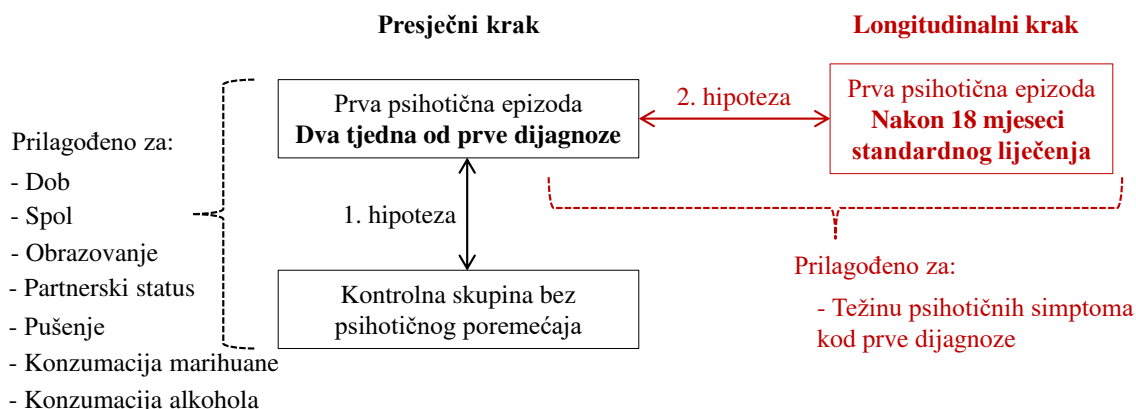 Presječni krak
Longitudinalni krak
Prva psihotična epizoda
Dva tjedna od prve dijagnoze
2. hipoteza
Prva psihotična epizoda
Nakon 18 mjeseci
standardnog liječenja
Prilagođeno za:
- Dob
- Spol
- Obrazovanje
- Partnerski status
- Pušenje
- Konzumacija marihuane
- Konzumacija alkohola
1. hipoteza
Kontrolna skupina bez
psihotičnog poremećaja
Prilagođeno za:
- Težinu psihotičnih simptoma
kod prve dijagnoze